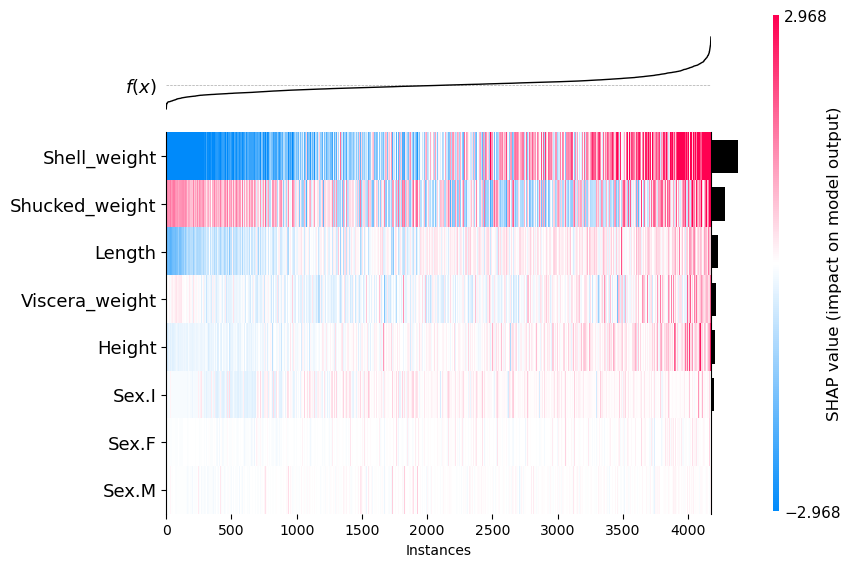 2.968
f(x)
Shell_weight
Shucked_weight
Length
Viscera_weight
Height
Sex.I
Sex.F
Sex.M
0 500 1000 1500 2000 2500 3000 3500 4000
Instances
SHAP value (impact on model output)
−2.968